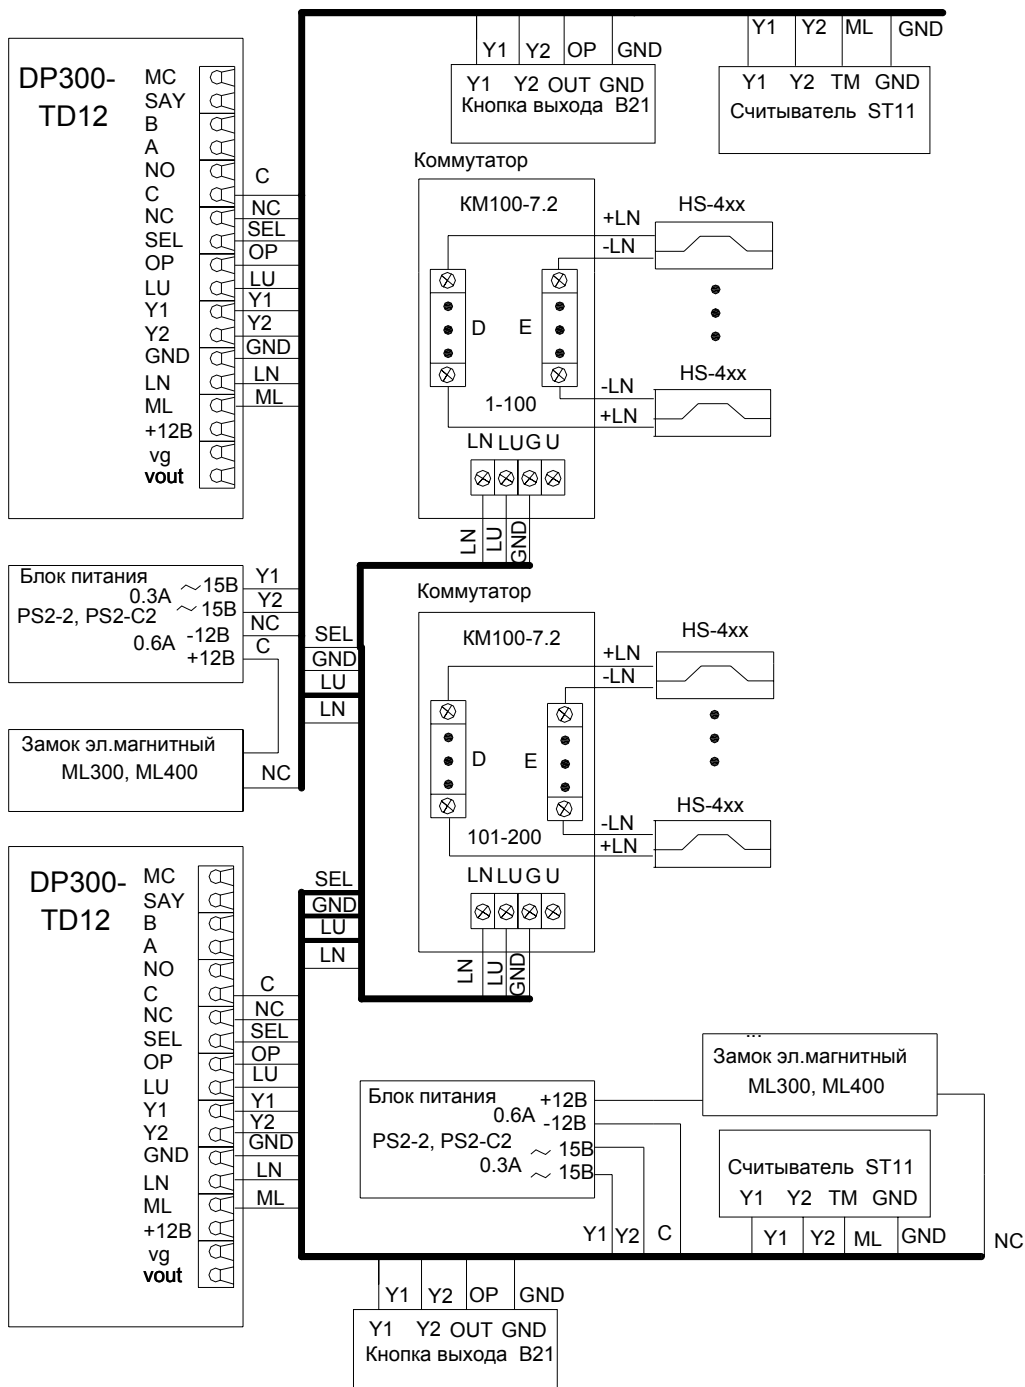 Y1 Y2 OP GND
Y1 Y2 ML GND
Y1 Y2 OUT GND
Кнопка выхода B21
Y1 Y2 TM GND
Считыватель ST11
DP300-
TD12
MC
SAY
B
A
NO
C
NC
SEL
OP
LU
Y1
Y2
GND
LN
ML
+12В
vg
vout
C
NC
SEL
OP
LU
Y1
Y2
GND
LN
ML
Коммутатор
КМ100-7.2
D
E
1-100
LN LU G U
LN
LU
GND
+LN
-LN
HS-4xx
HS-4xx
-LN
+LN
Блок питания
0.3А ~ 15В
PS2-2, PS2-C2 ~ 15В
0.6А -12В
+12В
Y1
Y2
NC
C
Замок эл.магнитный
ML300, ML400
NC
SEL
GND
LU
LN
Коммутатор
КМ100-7.2
D
E
101-200
LN LU G U
LN
LU
GND
+LN
-LN
HS-4xx
HS-4xx
-LN
+LN
DP300-
TD12
MC
SAY
B
A
NO
C
NC
SEL
OP
LU
Y1
Y2
GND
LN
ML
+12В
vg
vout
C
NC
SEL
OP
LU
Y1
Y2
GND
LN
ML
SEL
GND
LU
LN
Блок питания
+12В
0.6А -12В
PS2-2, PS2-C2 ~ 15В
0.3А ~ 15В
Y1 Y2 C
...
Замок эл.магнитный
ML300, ML400
Считыватель ST11
Y1 Y2 TM GND
Y1 Y2 ML GND
NC
Y1 Y2 OP GND
Y1 Y2 OUT GND
Кнопка выхода B21